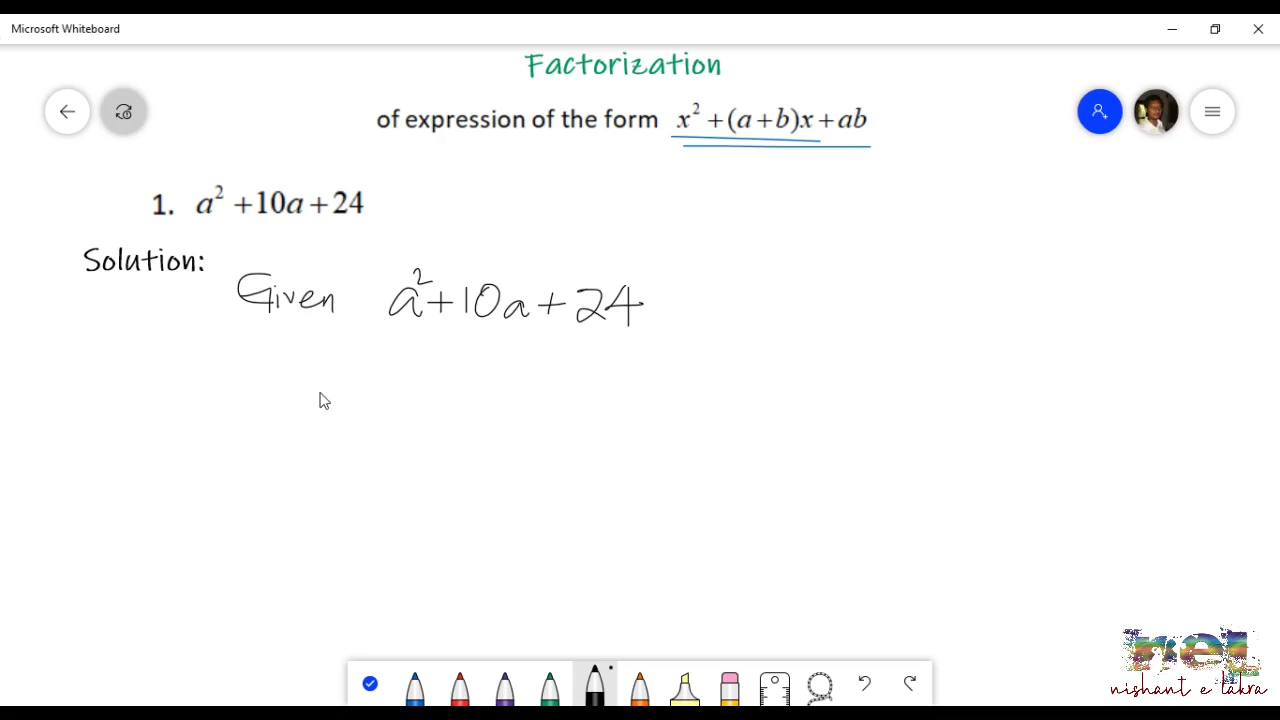 Microsoft Whiteboard
Factorization
of expression of the form x² +(a+b)x+ab
1. a² +10a+24
Solution:
Given a²+10a+24
nel
nishant e lakra